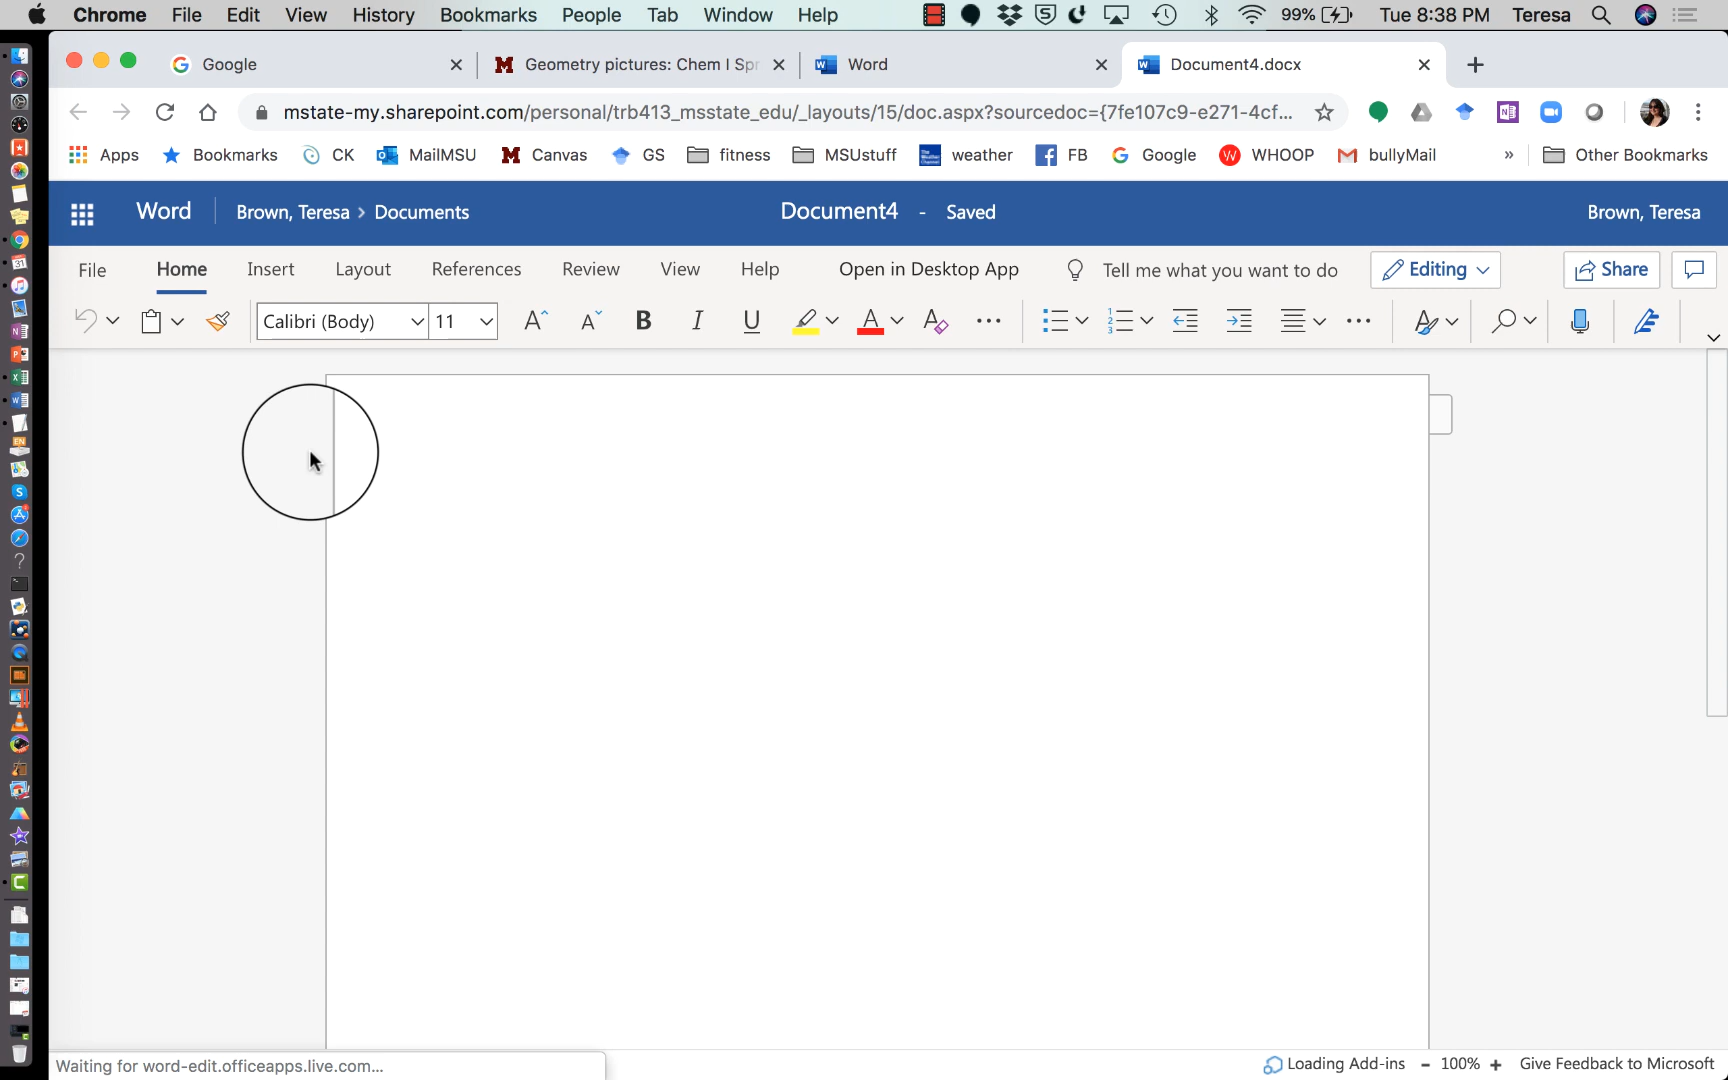 Chrome File Edit View History Bookmarks People Tab Window Help 99% Tue 8:38 PM Teresa
Google Geometry pictures: Chem I Spr Word Document4.docx
mstate-my.sharepoint.com/personal/trb413_msstate_edu/_layouts/15/doc.aspx?sourcedoc={7fe107c9-e271-4cf...
Apps Bookmarks CK MailMSU Canvas GS fitness MSUstuff weather FB Google WHOOP bullyMail » Other Bookmarks
Word Brown, Teresa > Documents Document4 - Saved Brown, Teresa
File Home Insert Layout References Review View Help Open in Desktop App Tell me what you want to do Editing Share
Calibri (Body) 11 B I U
Waiting for word-edit.officeapps.live.com... Loading Add-ins - 100% + Give Feedback to Microsoft